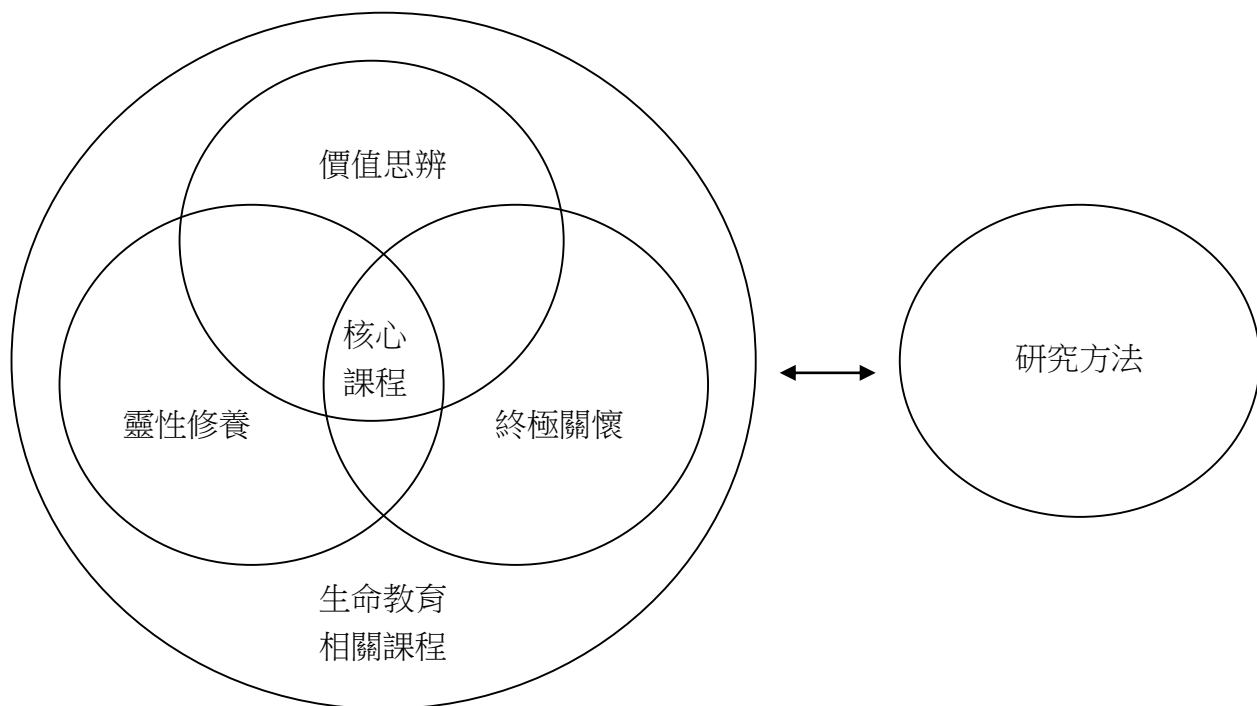 價值思辨
核心
課程
靈性修養
終極關懷
生命教育
相關課程
研究方法